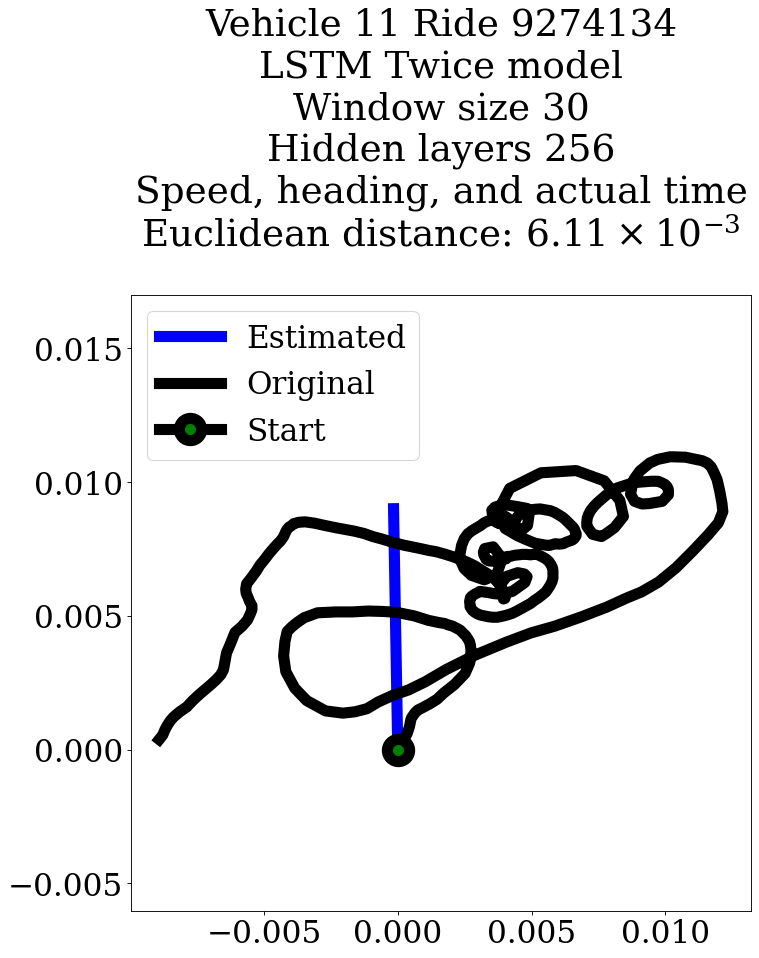 Vehicle 11 Ride 9274134
LSTM Twice model
Window size 30
Hidden layers 256
Speed, heading, and actual time
Euclidean distance: 6.11 × 10⁻³
Estimated
Original
Start
0.015
0.010
0.005
0.000
−0.005
−0.005 0.000 0.005 0.010